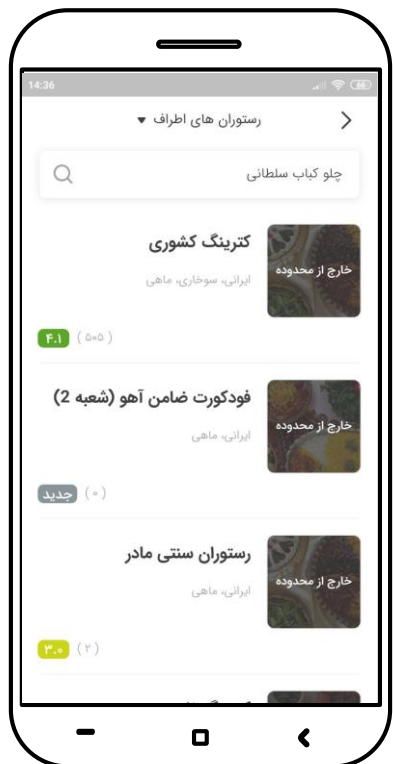 14:36
66
رستوران های اطراف
چلو کباب سلطانی
کترینگ کشوری
خارج از محدوده
ایرانی، سوخاری، ماهی
۴.۱ ( ۵۰۵ )
فودکورت ضامن آهو (شعبه 2)
خارج از محدوده
ایرانی، ماهی
جدید ( ۰ )
رستوران سنتی مادر
خارج از محدوده
ایرانی، ماهی
۳.۰ ( ۲ )